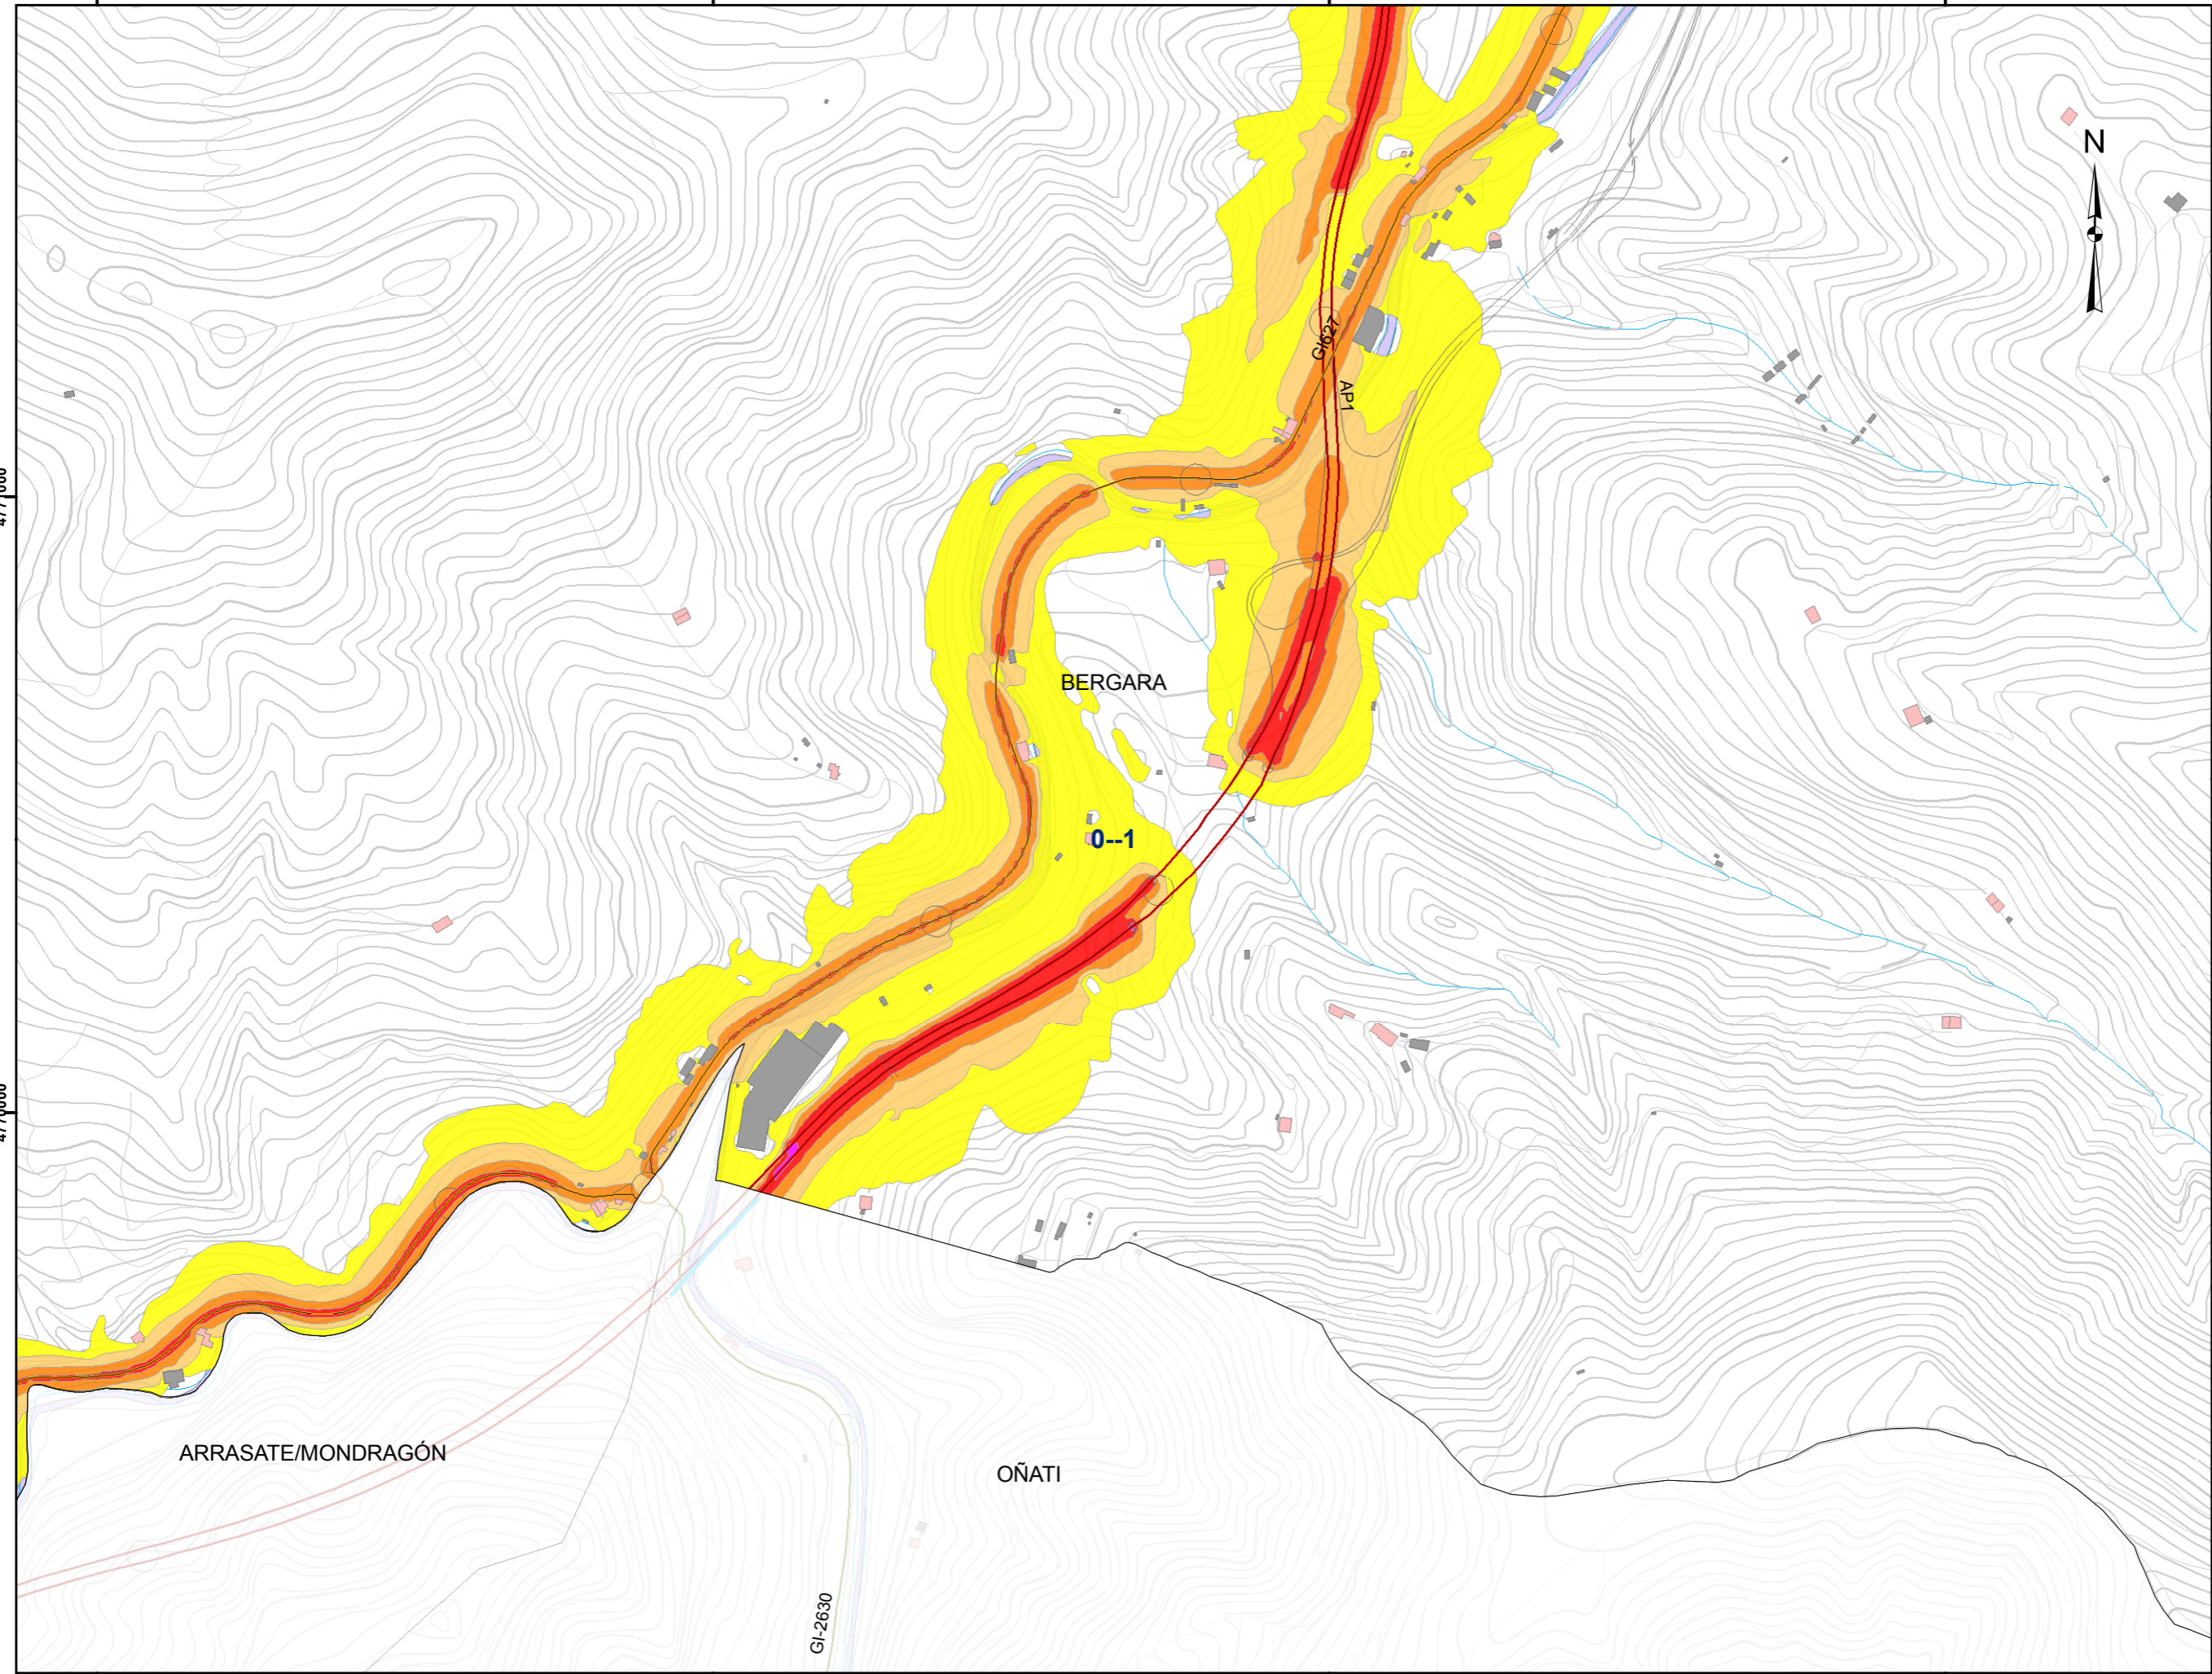 N
GI627
AP1
BERGARA
0--1
ARRASATE/MONDRAGÓN
OÑATI
GI-2630